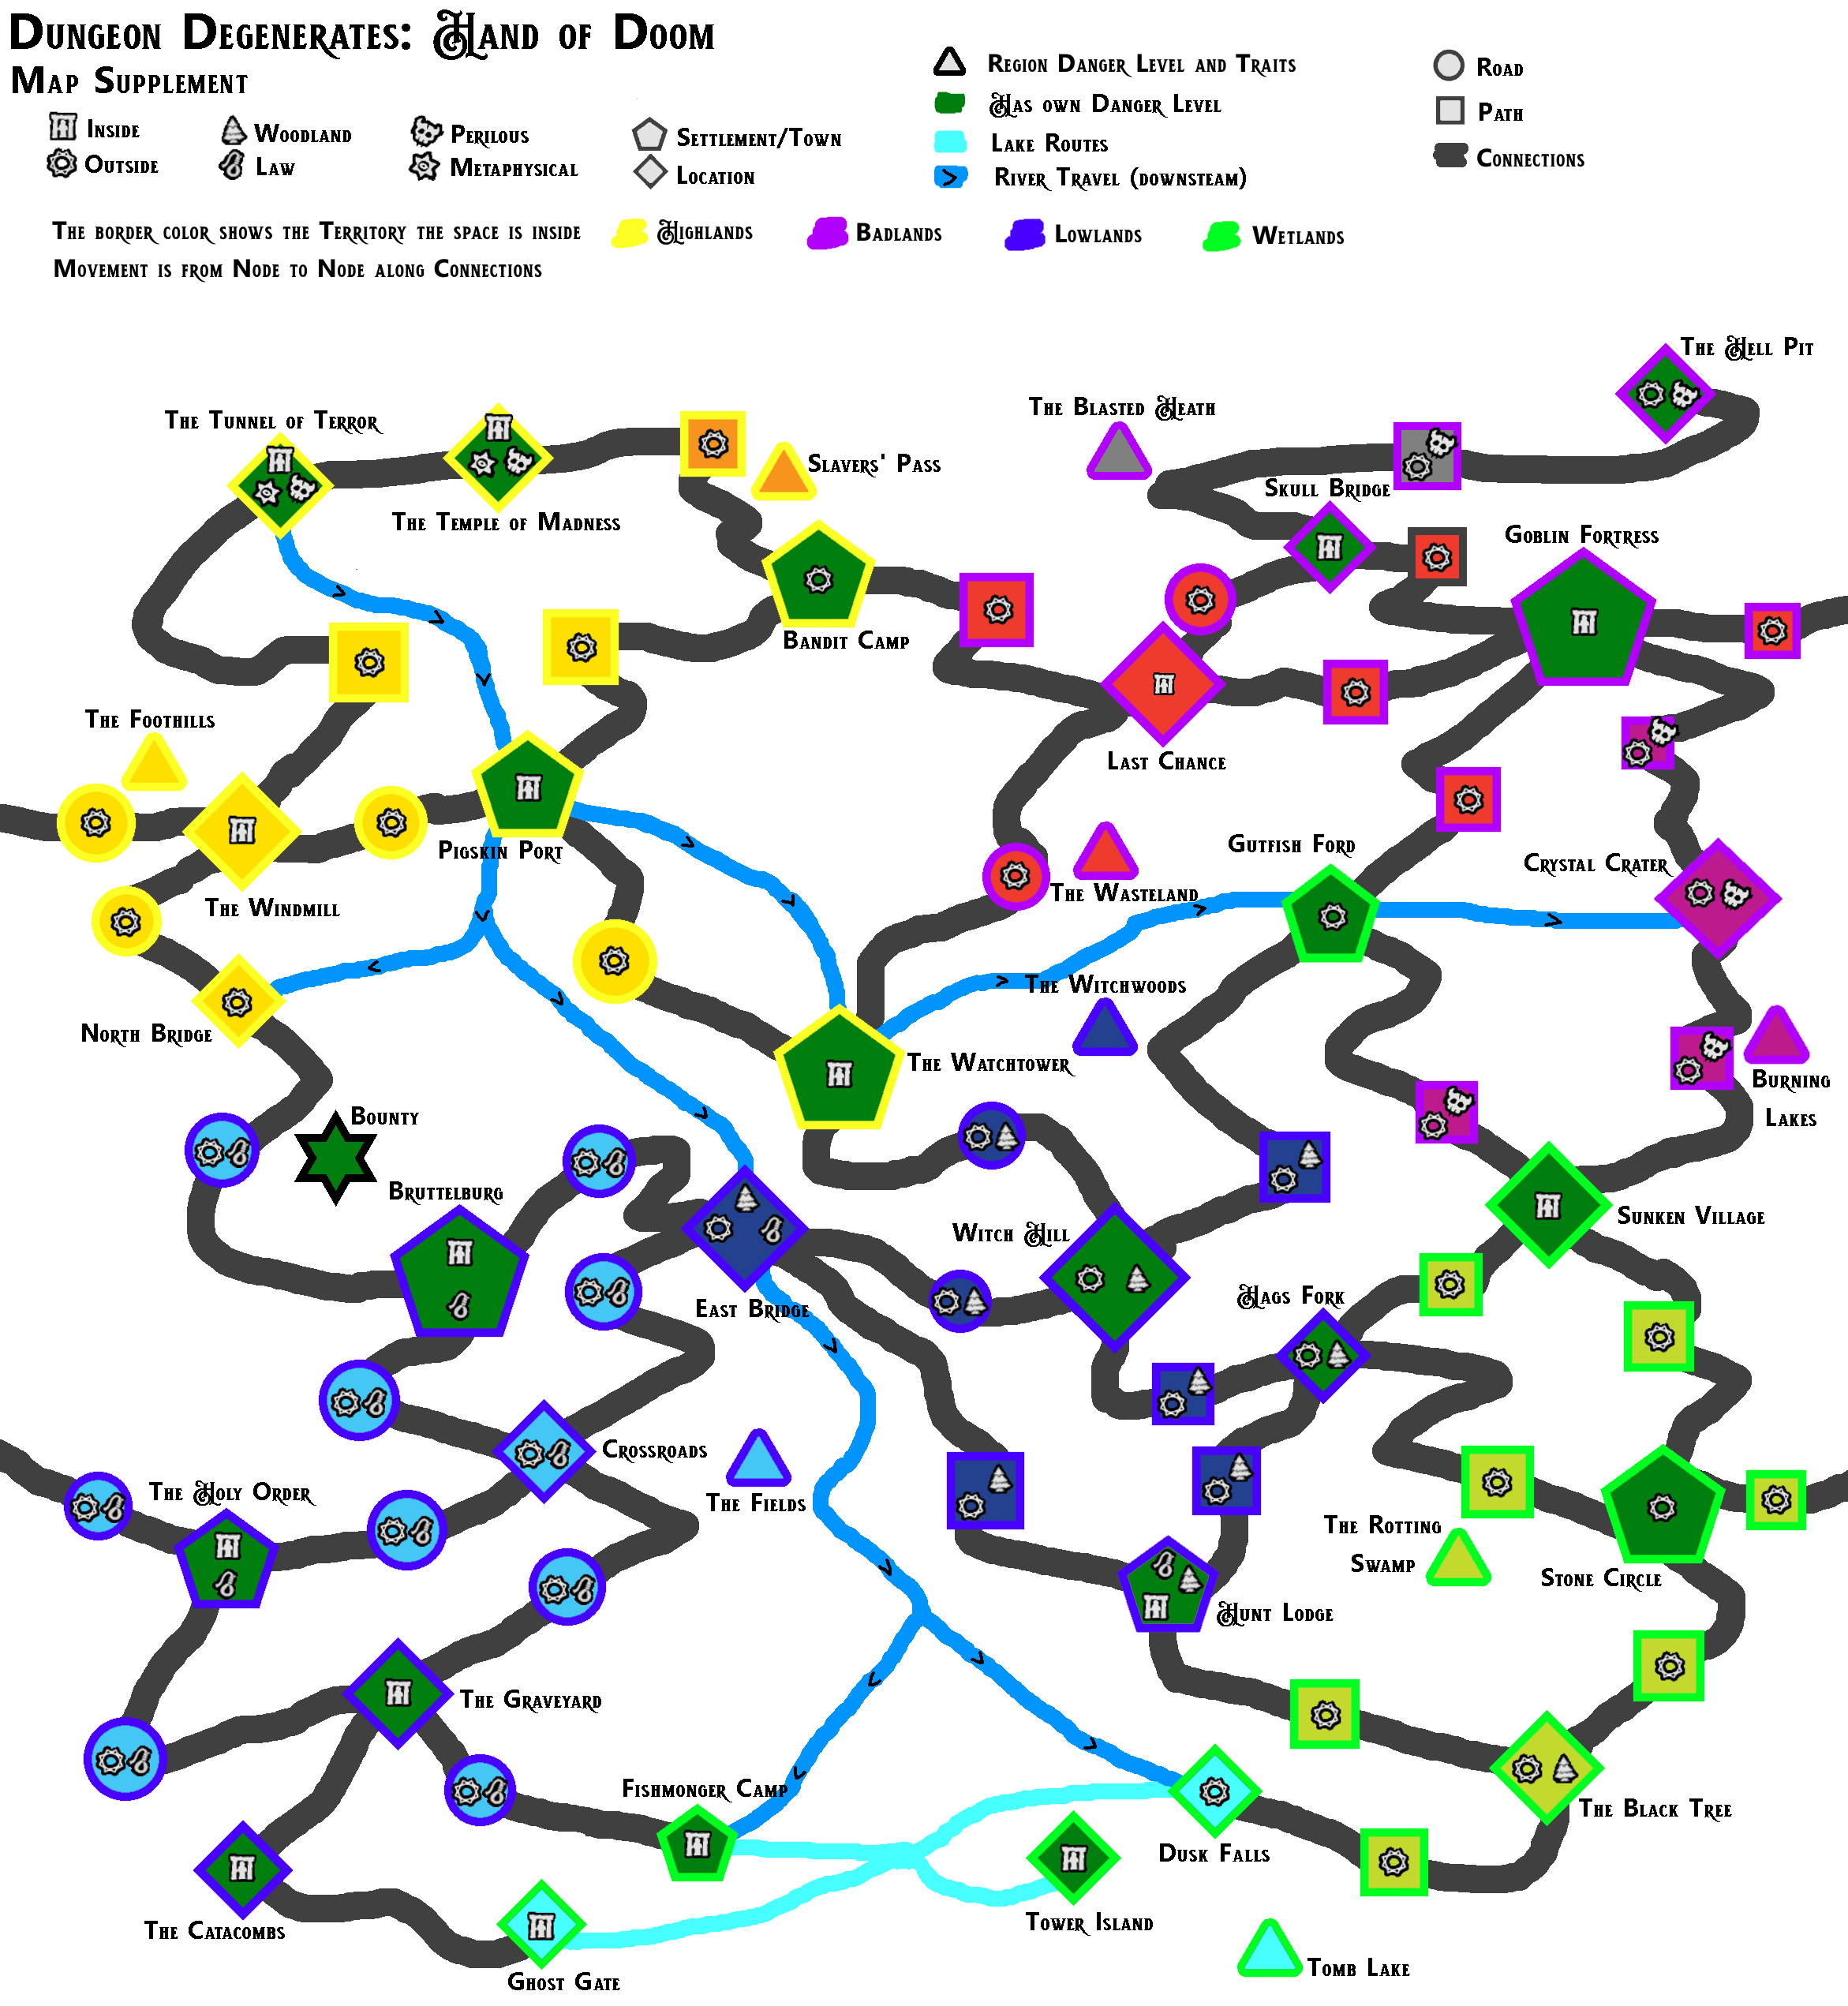 Dungeon Degenerates: Hand of Doom
Map Supplement
Inside
Woodland
Perilous
Outside
Law
Metaphysical
Settlement/Town
Location
Region Danger Level and Traits
Has own Danger Level
Lake Routes
River Travel (downsteam)
Road
Path
Connections
The border color shows the Territory the space is inside
Highlands
Badlands
Lowlands
Wetlands
Movement is from Node to Node along Connections
The Hell Pit
The Blasted Heath
The Tunnel of Terror
Slavers' Pass
Skull Bridge
The Temple of Madness
Goblin Fortress
Bandit Camp
The Foothills
Last Chance
Pigskin Port
Gutfish Ford
Crystal Crater
The Wasteland
The Windmill
The Witchwoods
North Bridge
The Watchtower
Burning
Lakes
Bounty
Bruttelburg
Sunken Village
Witch Hill
Hags Fork
East Bridge
Crossroads
The Holy Order
The Fields
The Rotting
Swamp
Stone Circle
Hunt Lodge
The Graveyard
Fishmonger Camp
The Black Tree
Dusk Falls
The Catacombs
Tower Island
Tomb Lake
Ghost Gate